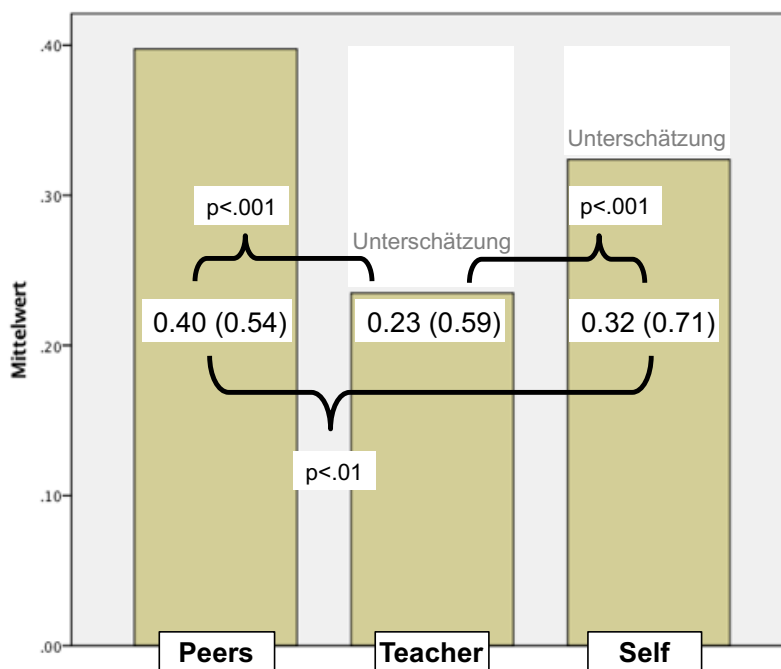 .40
Unterschätzung
.30
p<.001
p<.001
Unterschätzung
Mittelwert
0.40 (0.54)
0.23 (0.59)
0.32 (0.71)
.20
p<.01
.10
.00
Peers
Teacher
Self